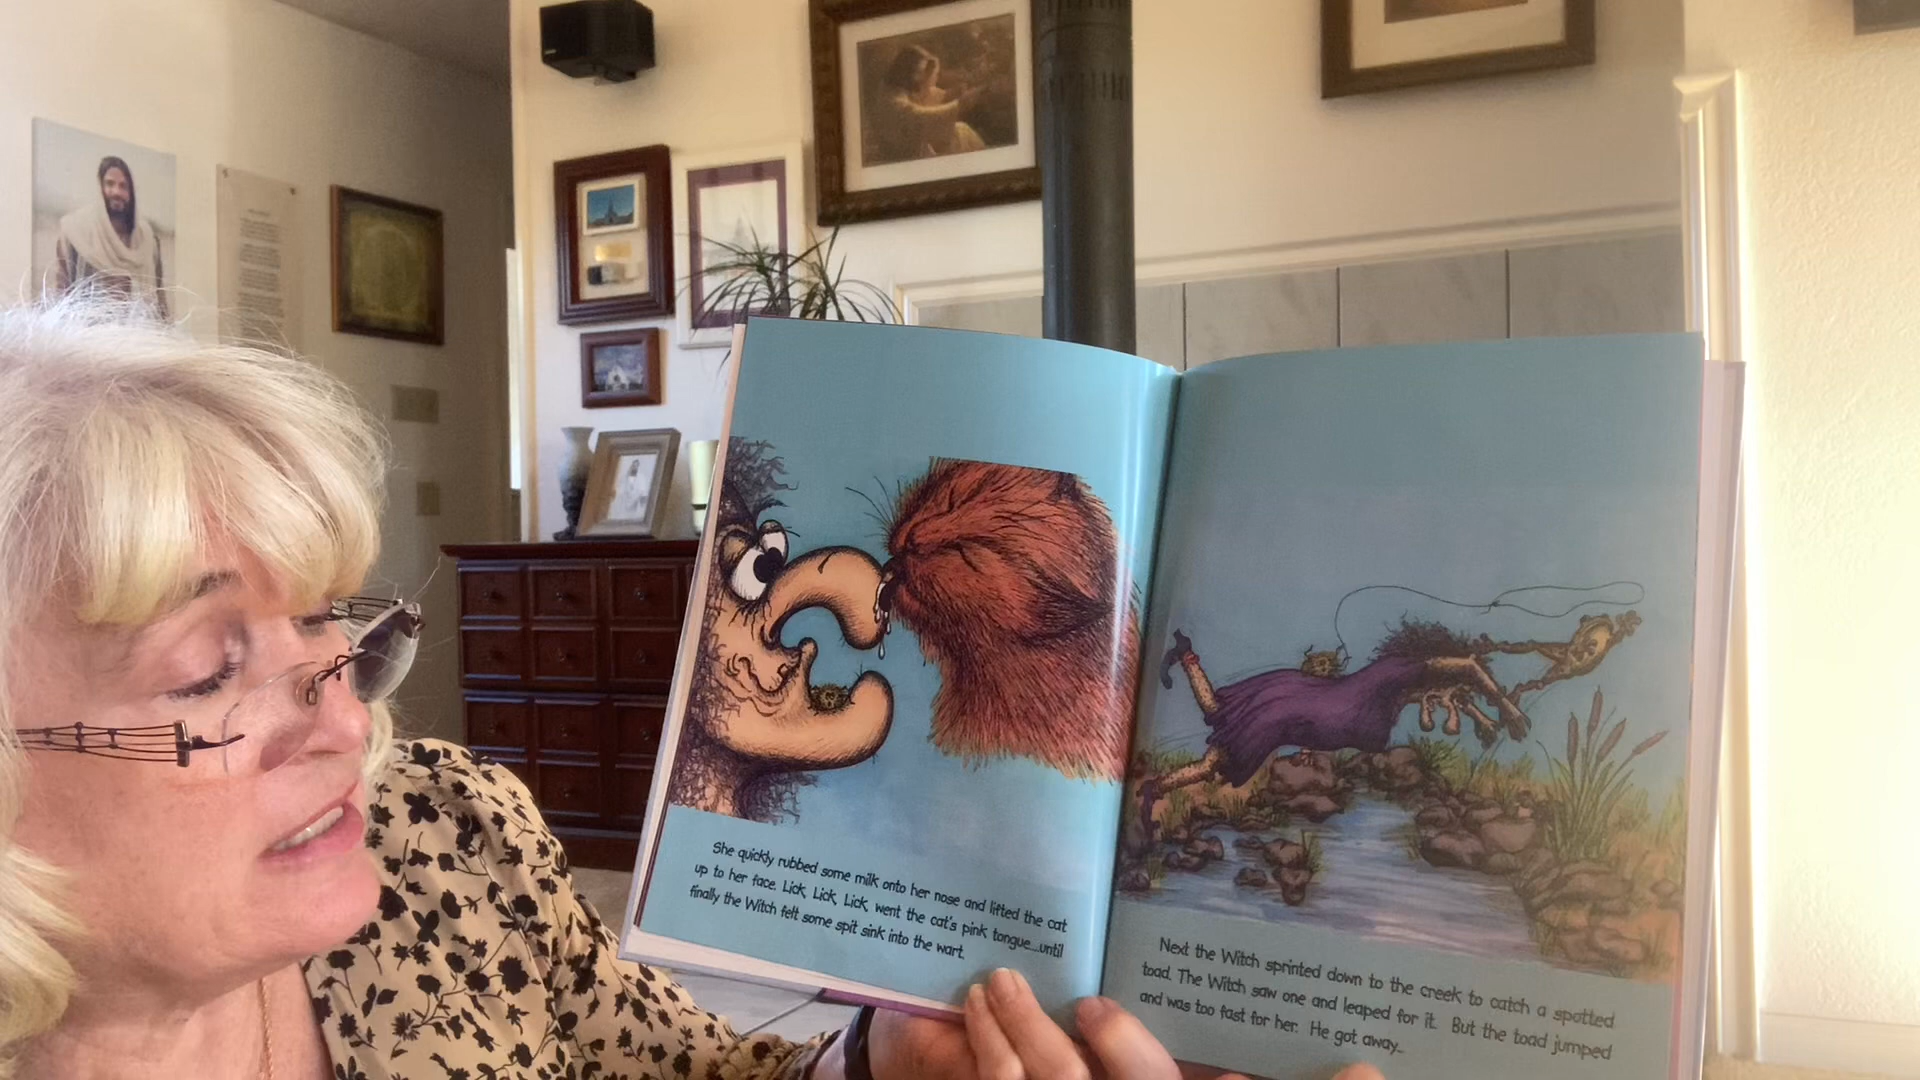 She quickly rubbed some milk onto her nose and lifted the cat
up to her face. Lick, Lick, Lick, went the cat's pink tongue...until
finally the Witch felt some spit sink into the wart.
Next the Witch sprinted down to the creek to catch a spotted
toad. The Witch saw one and leaped for it. But the toad jumped
and was too fast for her. He got away...